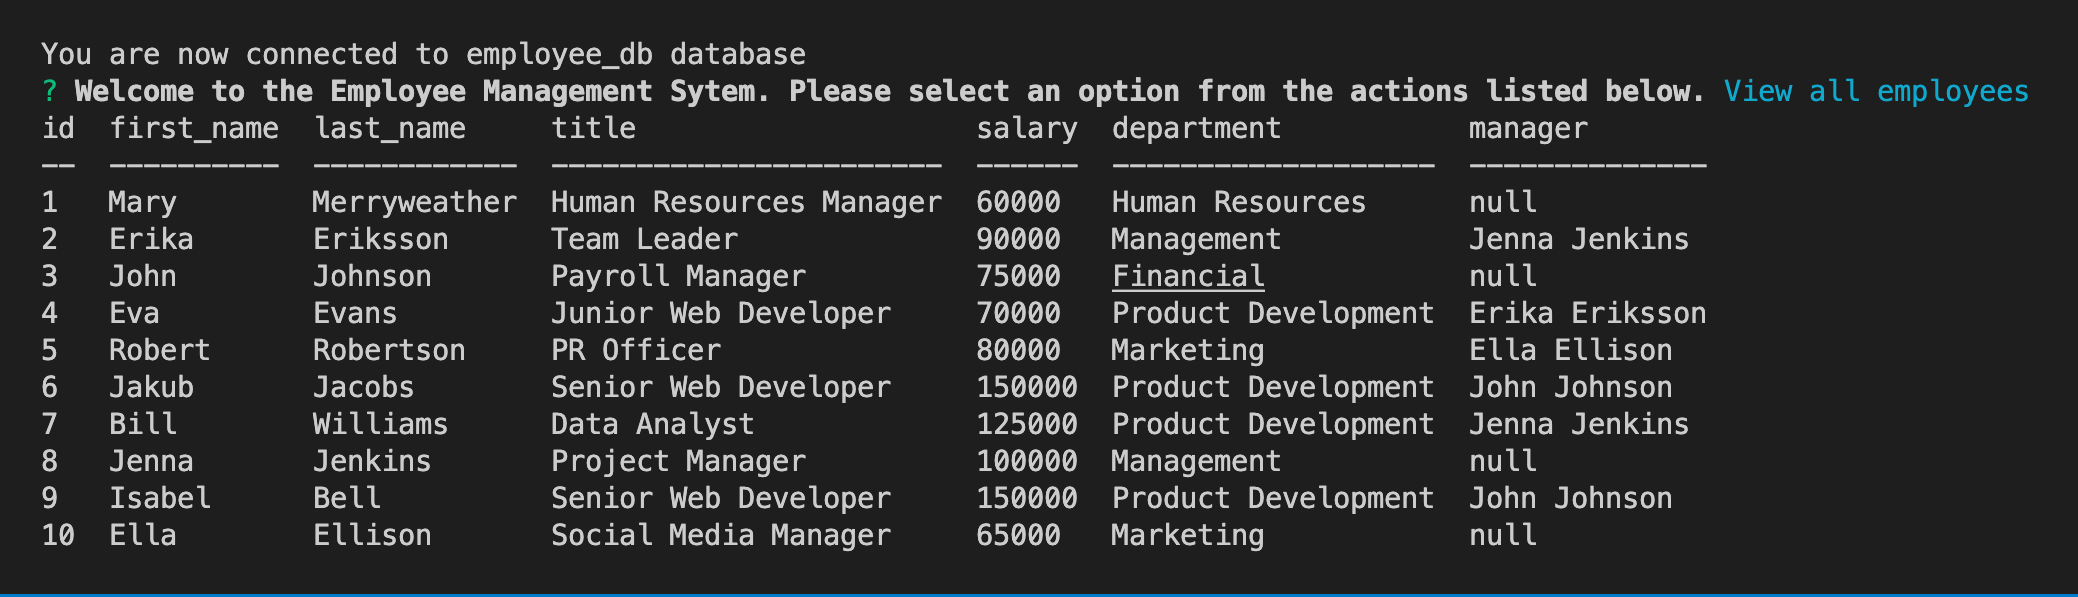 You are now connected to employee_db database
? Welcome to the Employee Management Sytem. Please select an option from the actions listed below. View all employees
id  first_name  last_name     title                    salary  department           manager
--  ----------  ------------  -----------------------  ------  -------------------  --------------
1   Mary        Merryweather  Human Resources Manager  60000   Human Resources      null
2   Erika       Eriksson      Team Leader              90000   Management           Jenna Jenkins
3   John        Johnson       Payroll Manager          75000   Financial            null
4   Eva         Evans         Junior Web Developer     70000   Product Development  Erika Eriksson
5   Robert      Robertson     PR Officer               80000   Marketing            Ella Ellison
6   Jakub       Jacobs        Senior Web Developer     150000  Product Development  John Johnson
7   Bill        Williams      Data Analyst             125000  Product Development  Jenna Jenkins
8   Jenna       Jenkins       Project Manager          100000  Management           null
9   Isabel      Bell          Senior Web Developer     150000  Product Development  John Johnson
10  Ella        Ellison       Social Media Manager     65000   Marketing            null